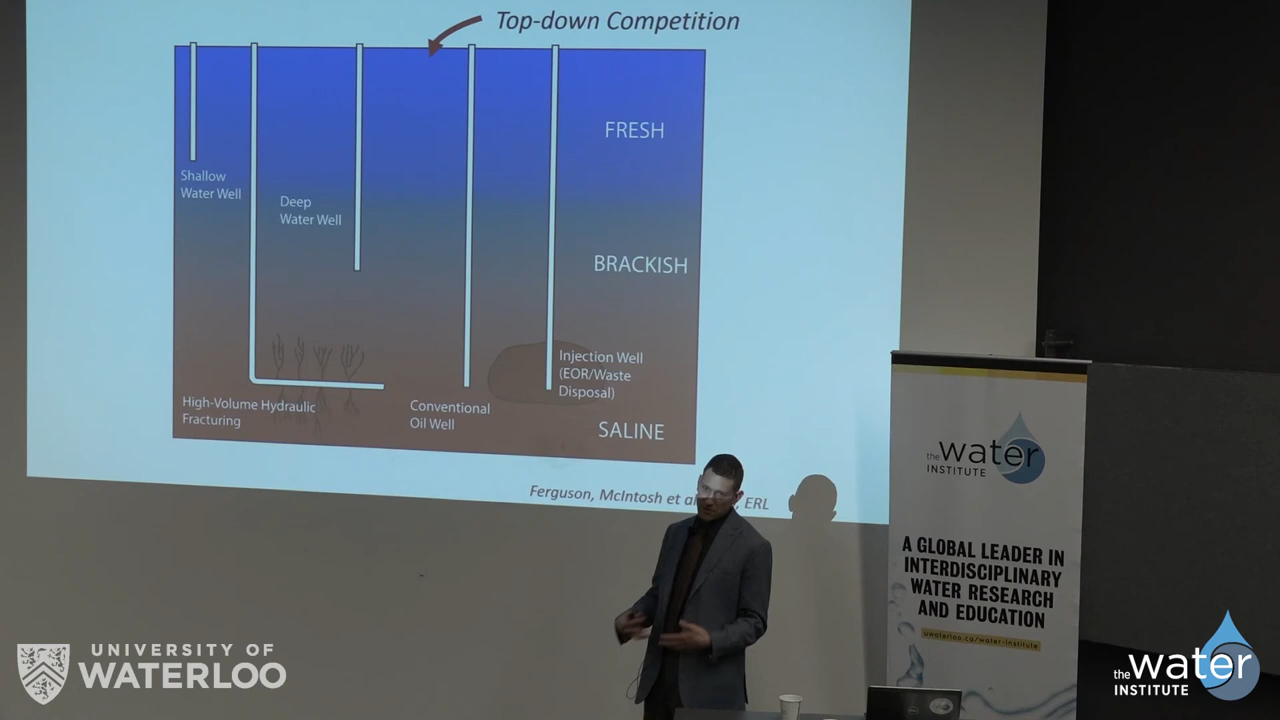 Top-down Competition
FRESH
Shallow
Water Well
Deep
Water Well
BRACKISH
Injection Well
(EOR/Waste
Disposal)
High-Volume Hydraulic
Fracturing
Conventional
Oil Well
SALINE
Ferguson, McIntosh et ERL
the water
INSTITUTE
A GLOBAL LEADER IN
INTERDISCIPLINARY
WATER RESEARCH
AND EDUCATION
uwaterloo.ca/water-institute
UNIVERSITY OF
WATERLOO
the water
INSTITUTE